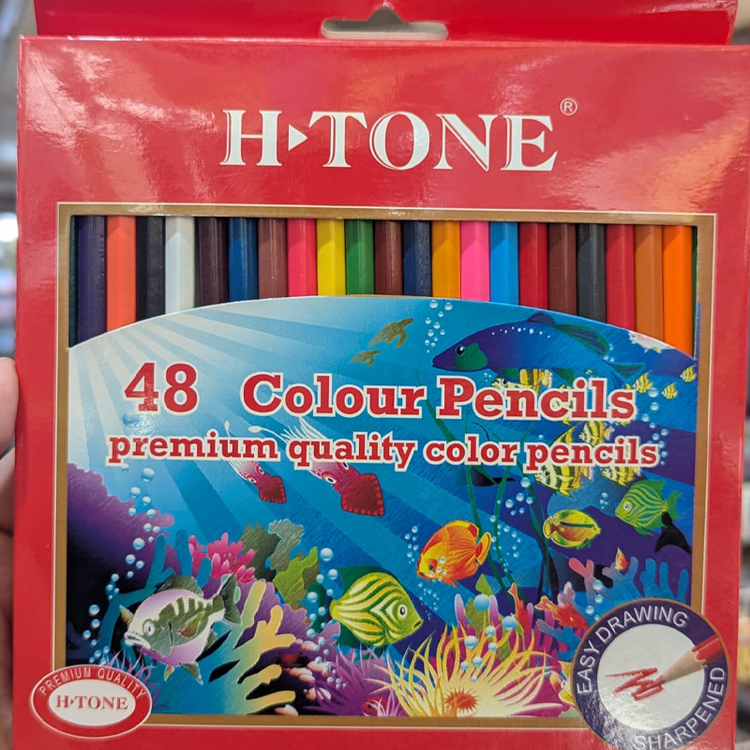 H-TONE®
48 Colour Pencils
premium quality color pencils
PREMIUM QUALITY
H-TONE
EASY DRAWING
SHARPENED